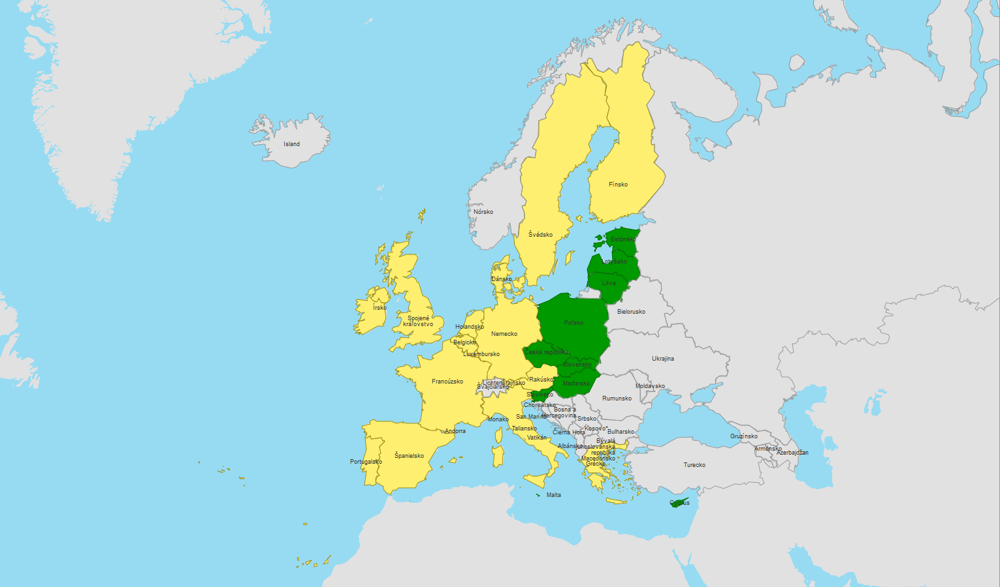 Island
Fínsko
Nórsko
Švédsko
Estónsko
Lotyšsko
Dánsko
Litva
Írsko
Bielorusko
Spojené
kráľovstvo
Poľsko
Holandsko
Nemecko
Belgicko
Česká republika
Luxembursko
Ukrajina
Slovensko
Rakúsko
Francúzsko
Lichtenštajnsko
Maďarsko
Švajčiarsko
Moldavsko
Slovinsko
Rumunsko
Chorvatsko
Bosna a
Hercegovina
San Maríno
Srbsko
Monako
Taliansko
Kosovo*
Andorra
Čierna Hora
Bulharsko
Gruzínsko
Vatikán
Bývalá
Albánsko
juhoslovanská
republika
Macedónsko
Arménsko
Azerbajdžan
Španielsko
Portugalsko
Grécko
Turecko
Malta
Cyprus